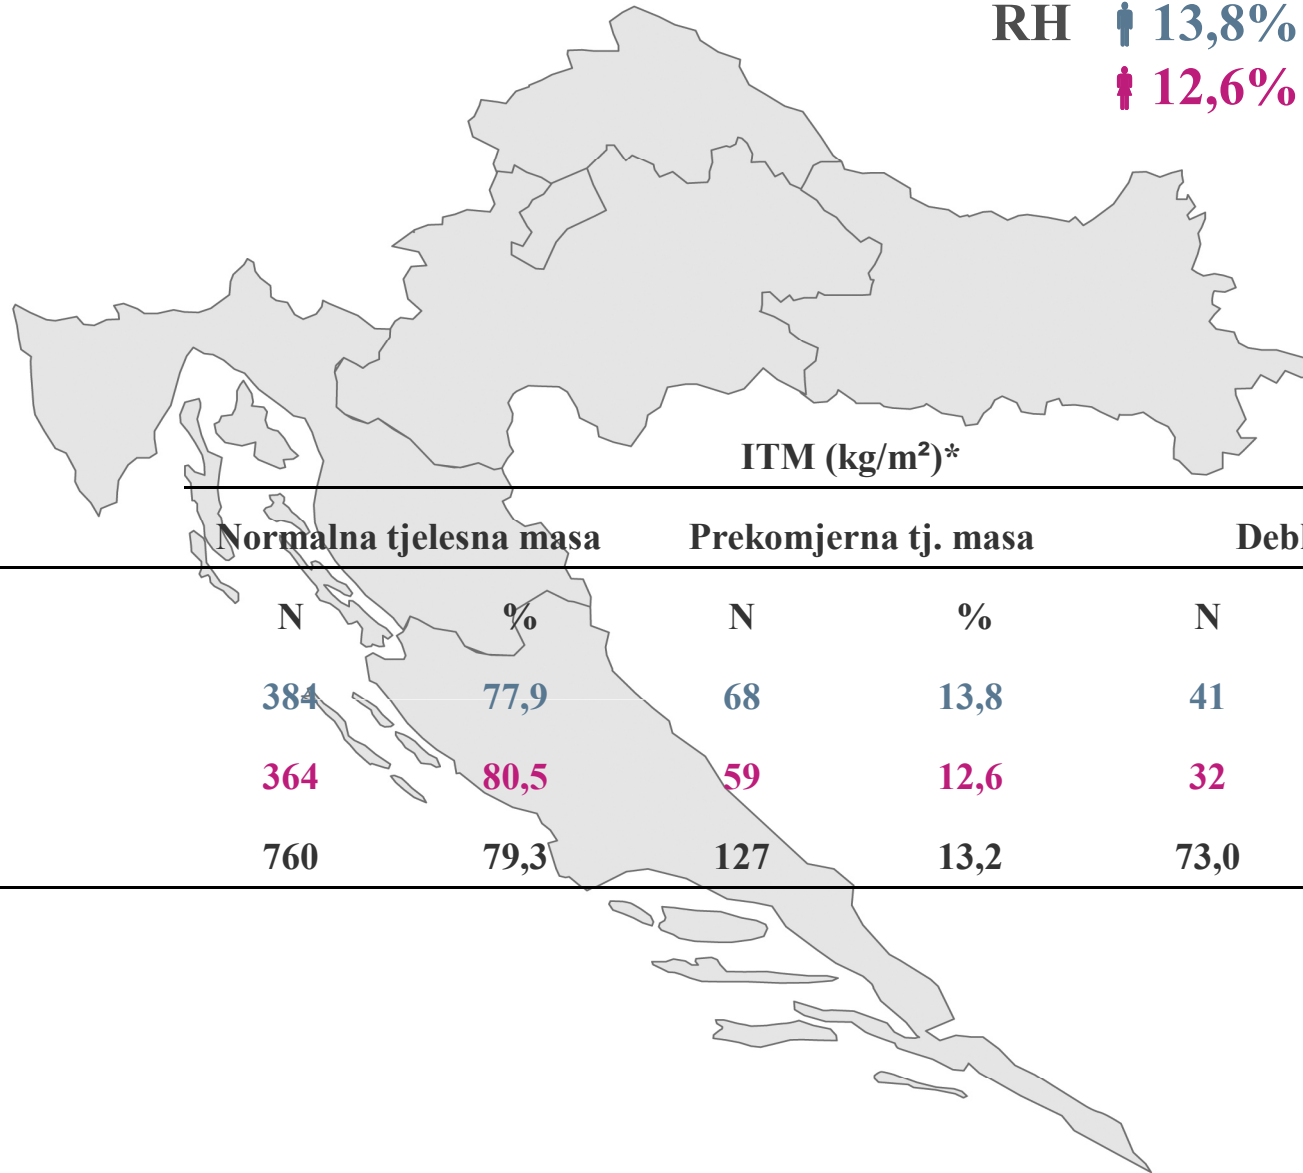 RH 13,8%
12,6%
ITM (kg/m²)*
Normalna tjelesna masa Prekomjerna tj. masa
N % N % N
384 77,9 68 13,8 41
364 80,5 59 12,6 32
760 79,3 127 13,2 73,0